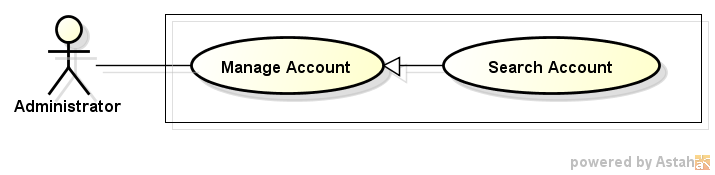 Manage Account
Search Account
Administrator
powered by Astah